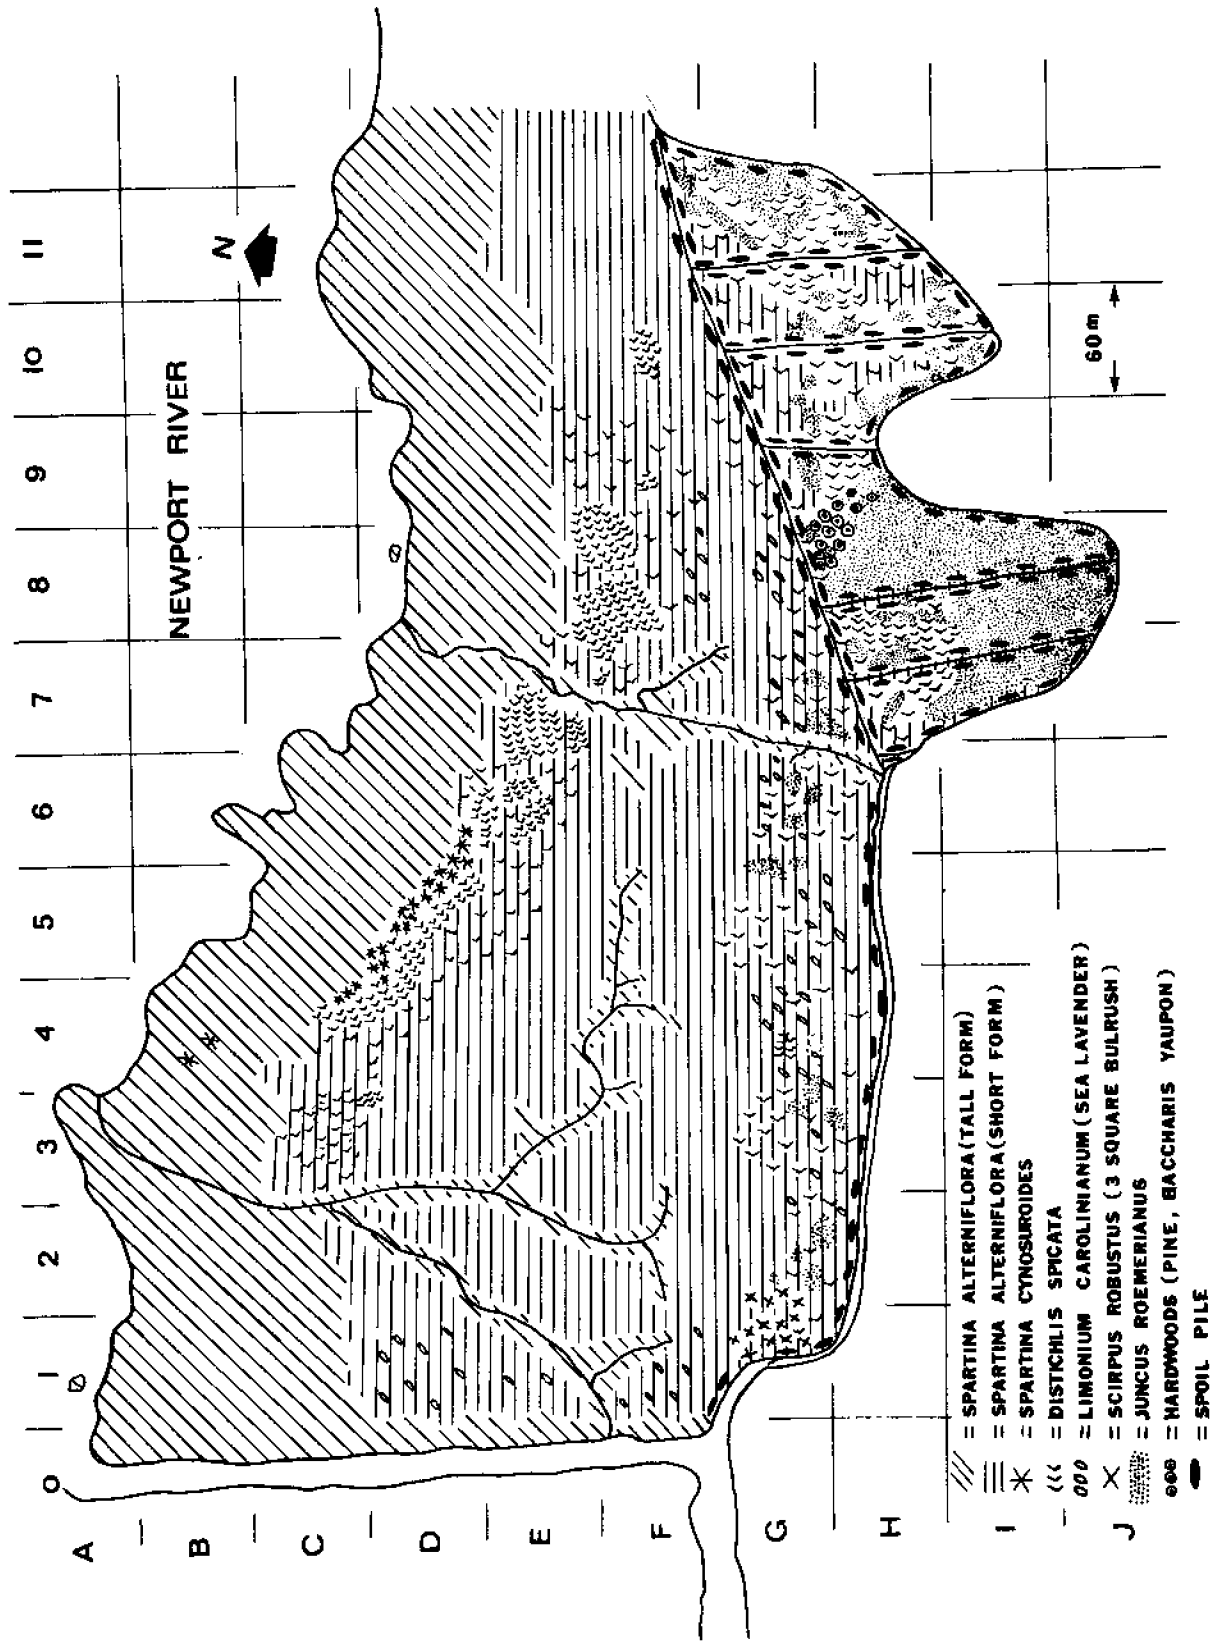 NEWPORT RIVER
N
0 1 2 3 4 5 6 7 8 9 10 11
A
B
C
D
E
F
G
H
I
J
60m
= SPARTINA ALTERNIFLORA (TALL FORM)
= SPARTINA ALTERNIFLORA (SHORT FORM)
= SPARTINA CYNOSUROIDES
= DISTICHLIS SPICATA
= LIMONIUM CAROLINIANUM (SEA LAVENDER)
= SCIRPUS ROBUSTUS (3 SQUARE BULRUSH)
= JUNCUS ROEMERIANUS
= HARDWOODS (PINE, BACCHARIS YAUPON)
= SPOIL PILE